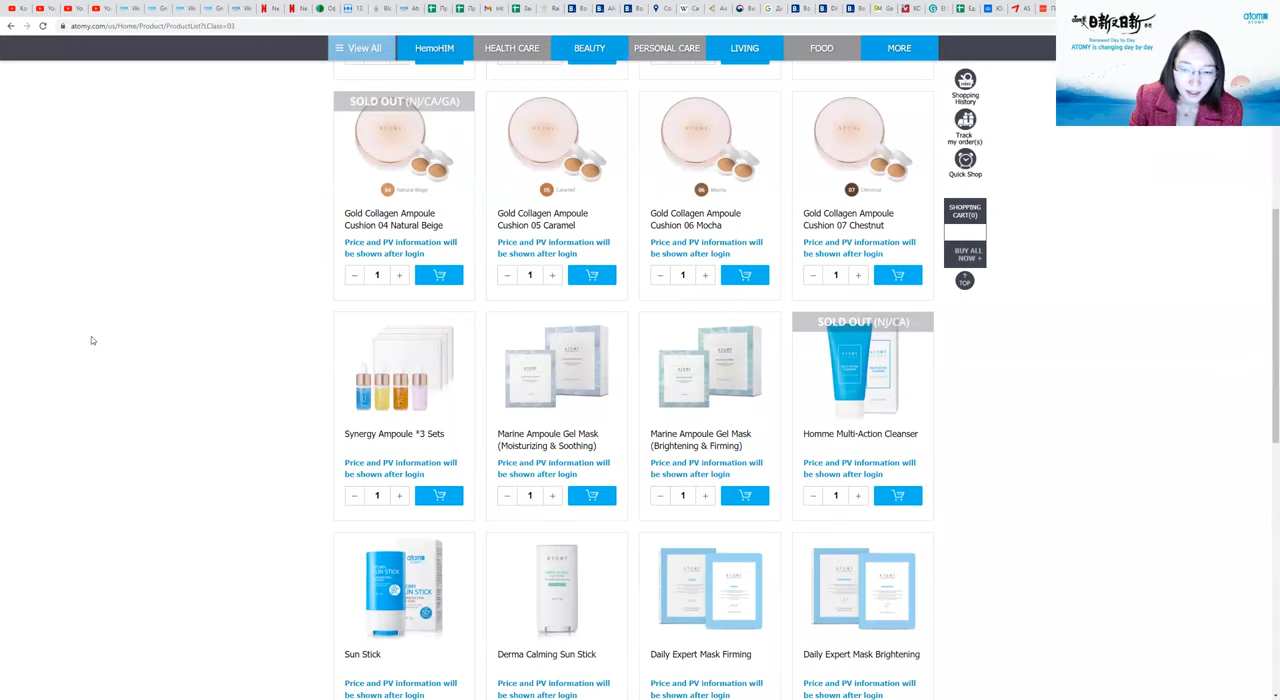 atomy.com/us/Home/Product/ProductList?LClass=03
View All
HemoHIM
HEALTH CARE
BEAUTY
PERSONAL CARE
LIVING
FOOD
MORE
Renewed Day by Day
ATOMY is changing day by day
atom
ATOMY
Shopping
History
Track
my order(s)
Quick Shop
SHOPPING
CART(0)
BUY ALL
NOW +
TOP
SOLD OUT (NJ/CA/GA)
04 Natural Beige
05 Caramel
06 Mocha
07 Chestnut
Gold Collagen Ampoule
Cushion 04 Natural Beige
Price and PV information will
be shown after login
1
Gold Collagen Ampoule
Cushion 05 Caramel
Price and PV information will
be shown after login
1
Gold Collagen Ampoule
Cushion 06 Mocha
Price and PV information will
be shown after login
1
Gold Collagen Ampoule
Cushion 07 Chestnut
Price and PV information will
be shown after login
1
Synergy Ampoule *3 Sets
Price and PV information will
be shown after login
1
Marine Ampoule Gel Mask
(Moisturizing & Soothing)
Price and PV information will
be shown after login
1
Marine Ampoule Gel Mask
(Brightening & Firming)
Price and PV information will
be shown after login
1
SOLD OUT (NJ/CA)
Homme Multi-Action Cleanser
Price and PV information will
be shown after login
1
Sun Stick
Price and PV information will
be shown after login
Derma Calming Sun Stick
Price and PV information will
be shown after login
Daily Expert Mask Firming
Price and PV information will
be shown after login
Daily Expert Mask Brightening
Price and PV information will
be shown after login